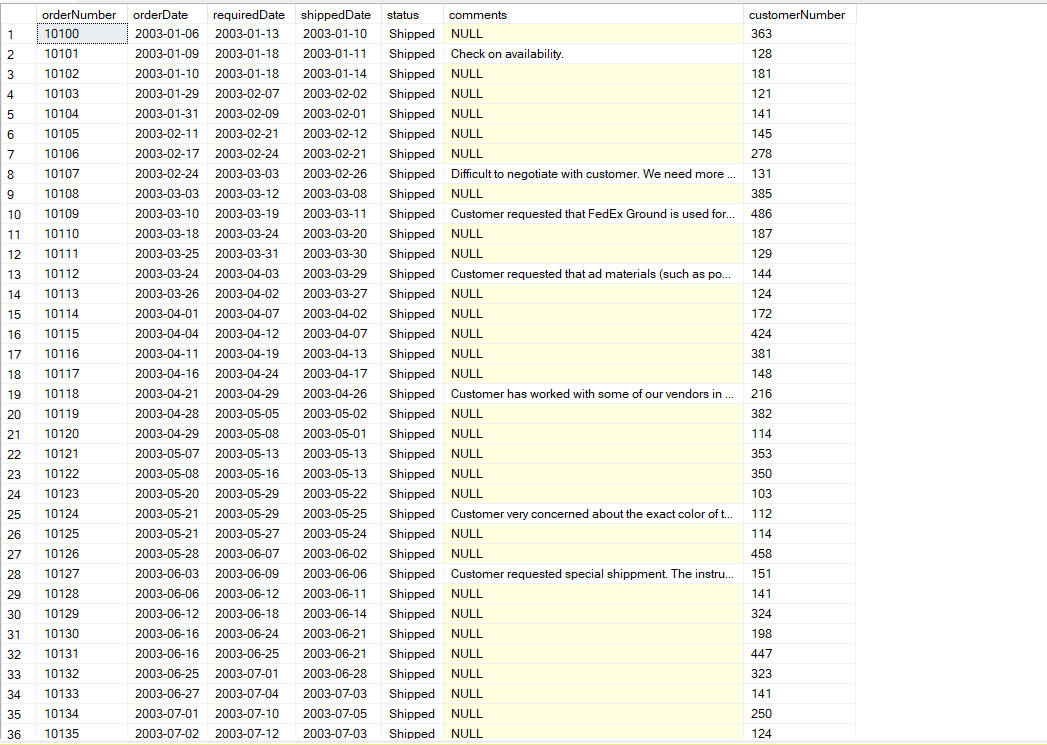 orderNumber orderDate requiredDate shippedDate status comments customerNumber
1 10100 2003-01-06 2003-01-13 2003-01-10 Shipped NULL 363
2 10101 2003-01-09 2003-01-18 2003-01-11 Shipped Check on availability. 128
3 10102 2003-01-10 2003-01-18 2003-01-14 Shipped NULL 181
4 10103 2003-01-29 2003-02-07 2003-02-02 Shipped NULL 121
5 10104 2003-01-31 2003-02-09 2003-02-01 Shipped NULL 141
6 10105 2003-02-11 2003-02-21 2003-02-12 Shipped NULL 145
7 10106 2003-02-17 2003-02-24 2003-02-21 Shipped NULL 278
8 10107 2003-02-24 2003-03-03 2003-02-26 Shipped Difficult to negotiate with customer. We need more ... 131
9 10108 2003-03-03 2003-03-12 2003-03-08 Shipped NULL 385
10 10109 2003-03-10 2003-03-19 2003-03-11 Shipped Customer requested that FedEx Ground is used for... 486
11 10110 2003-03-18 2003-03-24 2003-03-20 Shipped NULL 187
12 10111 2003-03-25 2003-03-31 2003-03-30 Shipped NULL 129
13 10112 2003-03-24 2003-04-03 2003-03-29 Shipped Customer requested that ad materials (such as po... 144
14 10113 2003-03-26 2003-04-02 2003-03-27 Shipped NULL 124
15 10114 2003-04-01 2003-04-07 2003-04-02 Shipped NULL 172
16 10115 2003-04-04 2003-04-12 2003-04-07 Shipped NULL 424
17 10116 2003-04-11 2003-04-19 2003-04-13 Shipped NULL 381
18 10117 2003-04-16 2003-04-24 2003-04-17 Shipped NULL 148
19 10118 2003-04-21 2003-04-29 2003-04-26 Shipped Customer has worked with some of our vendors in ... 216
20 10119 2003-04-28 2003-05-05 2003-05-02 Shipped NULL 382
21 10120 2003-04-29 2003-05-08 2003-05-01 Shipped NULL 114
22 10121 2003-05-07 2003-05-13 2003-05-13 Shipped NULL 353
23 10122 2003-05-08 2003-05-16 2003-05-13 Shipped NULL 350
24 10123 2003-05-20 2003-05-29 2003-05-22 Shipped NULL 103
25 10124 2003-05-21 2003-05-29 2003-05-25 Shipped Customer very concerned about the exact color of t... 112
26 10125 2003-05-21 2003-05-27 2003-05-24 Shipped NULL 114
27 10126 2003-05-28 2003-06-07 2003-06-02 Shipped NULL 458
28 10127 2003-06-03 2003-06-09 2003-06-06 Shipped Customer requested special shippment. The instru... 151
29 10128 2003-06-06 2003-06-12 2003-06-11 Shipped NULL 141
30 10129 2003-06-12 2003-06-18 2003-06-14 Shipped NULL 324
31 10130 2003-06-16 2003-06-24 2003-06-21 Shipped NULL 198
32 10131 2003-06-16 2003-06-25 2003-06-21 Shipped NULL 447
33 10132 2003-06-25 2003-07-01 2003-06-28 Shipped NULL 323
34 10133 2003-06-27 2003-07-04 2003-07-03 Shipped NULL 141
35 10134 2003-07-01 2003-07-10 2003-07-05 Shipped NULL 250
36 10135 2003-07-02 2003-07-12 2003-07-03 Shipped NULL 124